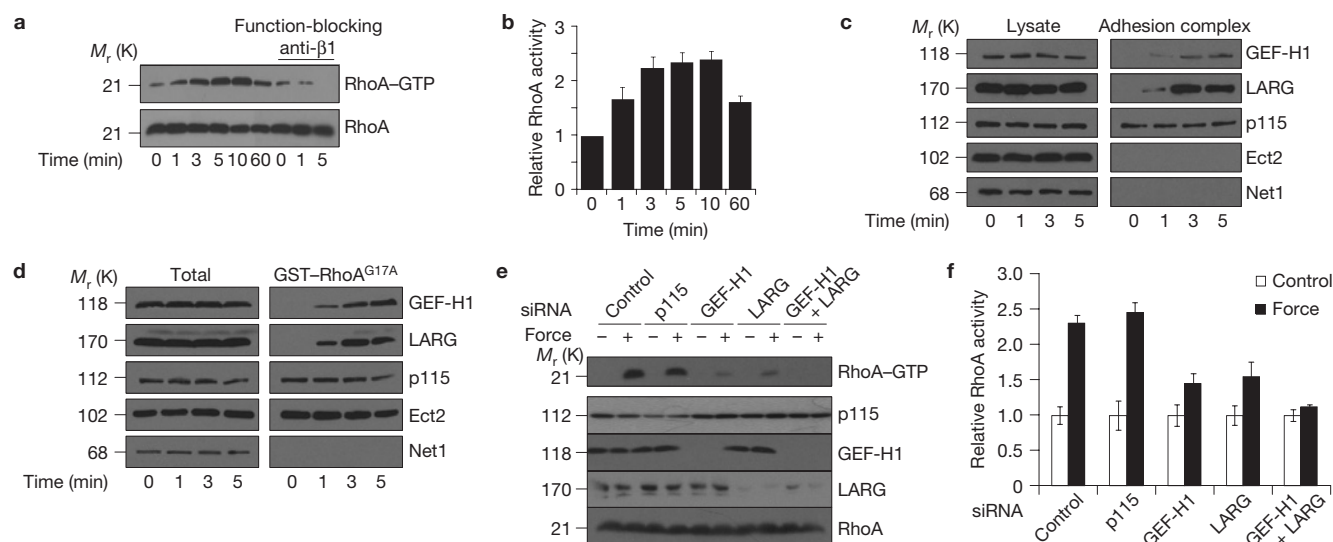 a
Function-blocking
anti-β1
Mr (K)
21
RhoA–GTP
21
RhoA
Time (min) 0 1 3 5 10 60 0 1 5
b
Relative RhoA activity
3
2
1
0
0 1 3 5 10 60
Time (min)
c
Lysate Adhesion complex
Mr (K)
118 GEF-H1
170 LARG
112 p115
102 Ect2
68 Net1
Time (min) 0 1 3 5 0 1 3 5
d
Total GST–RhoA^G17A
Mr (K)
118 GEF-H1
170 LARG
112 p115
102 Ect2
68 Net1
Time (min) 0 1 3 5 0 1 3 5
e
siRNA Control p115 GEF-H1 LARG GEF-H1 + LARG
Force – + – + – + – + – +
Mr (K)
21 RhoA–GTP
112 p115
118 GEF-H1
170 LARG
21 RhoA
f
Relative RhoA activity
3.0
2.5
2.0
1.5
1.0
0.5
0
Control
Force
siRNA Control p115 GEF-H1 LARG GEF-H1 + LARG